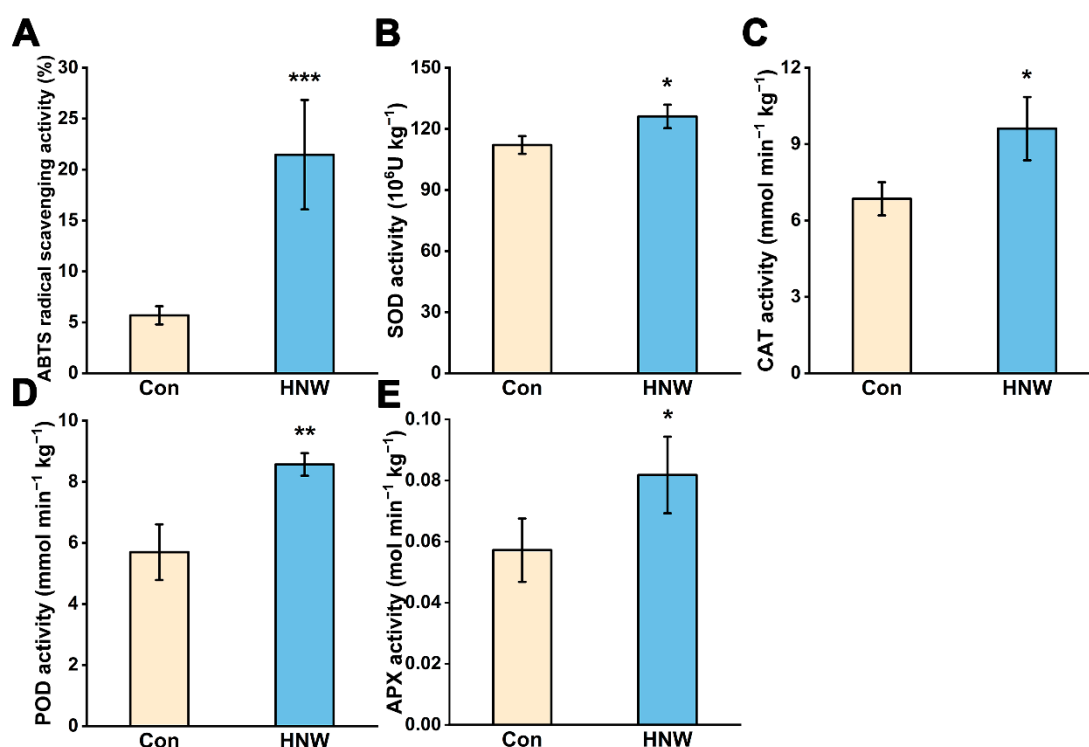 A
ABTS radical scavenging activity (%)
30
25
20
15
10
5
0
***
Con
HNW
B
SOD activity (10⁶U kg⁻¹)
150
120
90
60
30
0
*
Con
HNW
C
CAT activity (mmol min⁻¹ kg⁻¹)
12
9
6
3
0
*
Con
HNW
D
POD activity (mmol min⁻¹ kg⁻¹)
10
8
6
4
2
0
**
Con
HNW
E
APX activity (mol min⁻¹ kg⁻¹)
0.10
0.08
0.06
0.04
0.02
0.00
*
Con
HNW